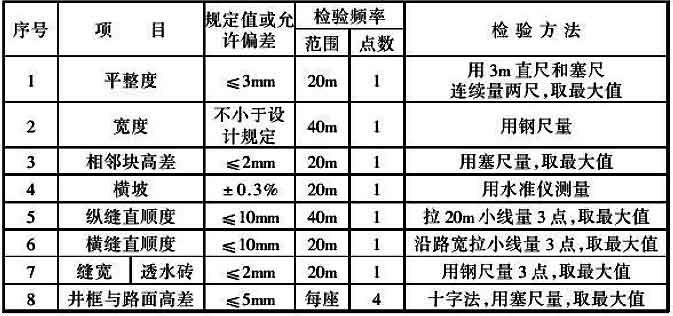 序号 项 目 规定值或允许偏差 检验频率 检验方法
范围 点数
1 平整度 ≤3mm 20m 1 用3m直尺和塞尺
连续量两尺,取最大值
2 宽度 不小于设计规定 40m 1 用钢尺量
3 相邻块高差 ≤2mm 20m 1 用塞尺量,取最大值
4 横坡 ±0.3% 20m 1 用水准仪测量
5 纵缝直顺度 ≤10mm 40m 1 拉20m小线量3点,取最大值
6 横缝直顺度 ≤10mm 20m 1 沿路宽拉小线量3点,取最大值
7 缝宽 透水砖 ≤2mm 20m 1 用钢尺量3点,取最大值
8 井框与路面高差 ≤5mm 每座 4 十字法,用塞尺量,取最大值